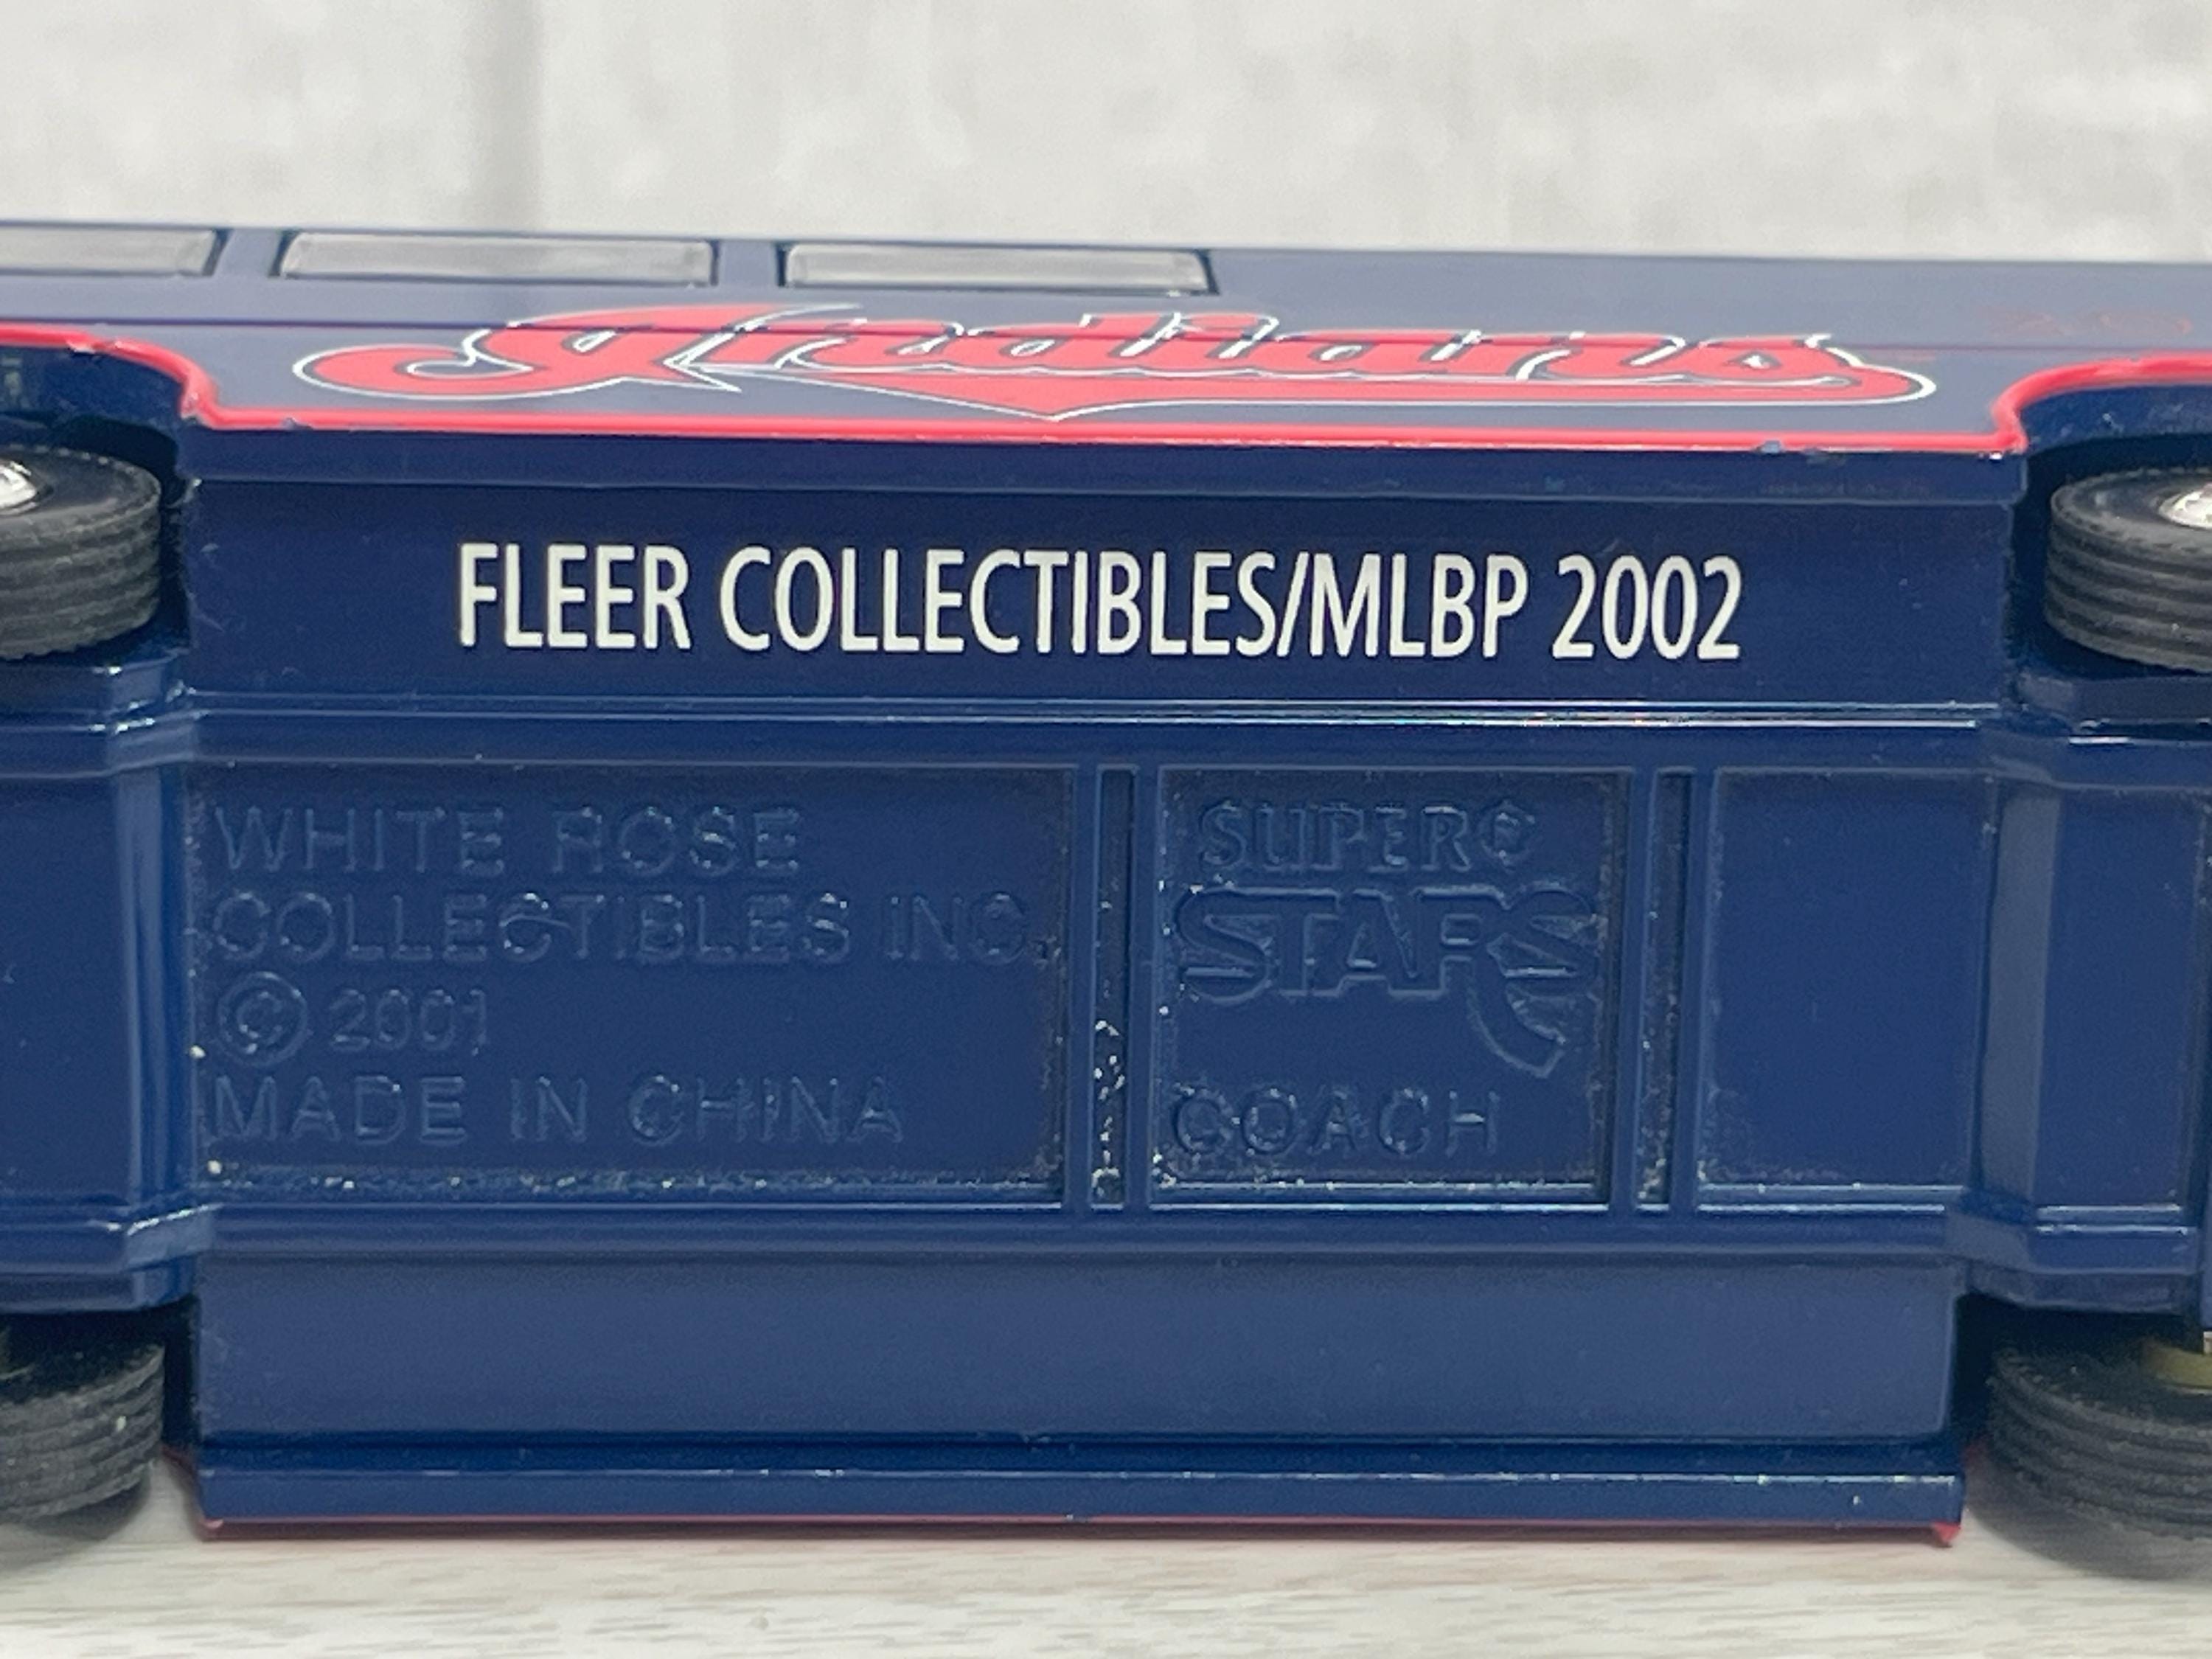 Indians
FLEER COLLECTIBLES/MLBP 2002
WHITE ROSE
COLLECTIBLES INC.
© 2001
MADE IN CHINA
SUPER
STARS
COACH